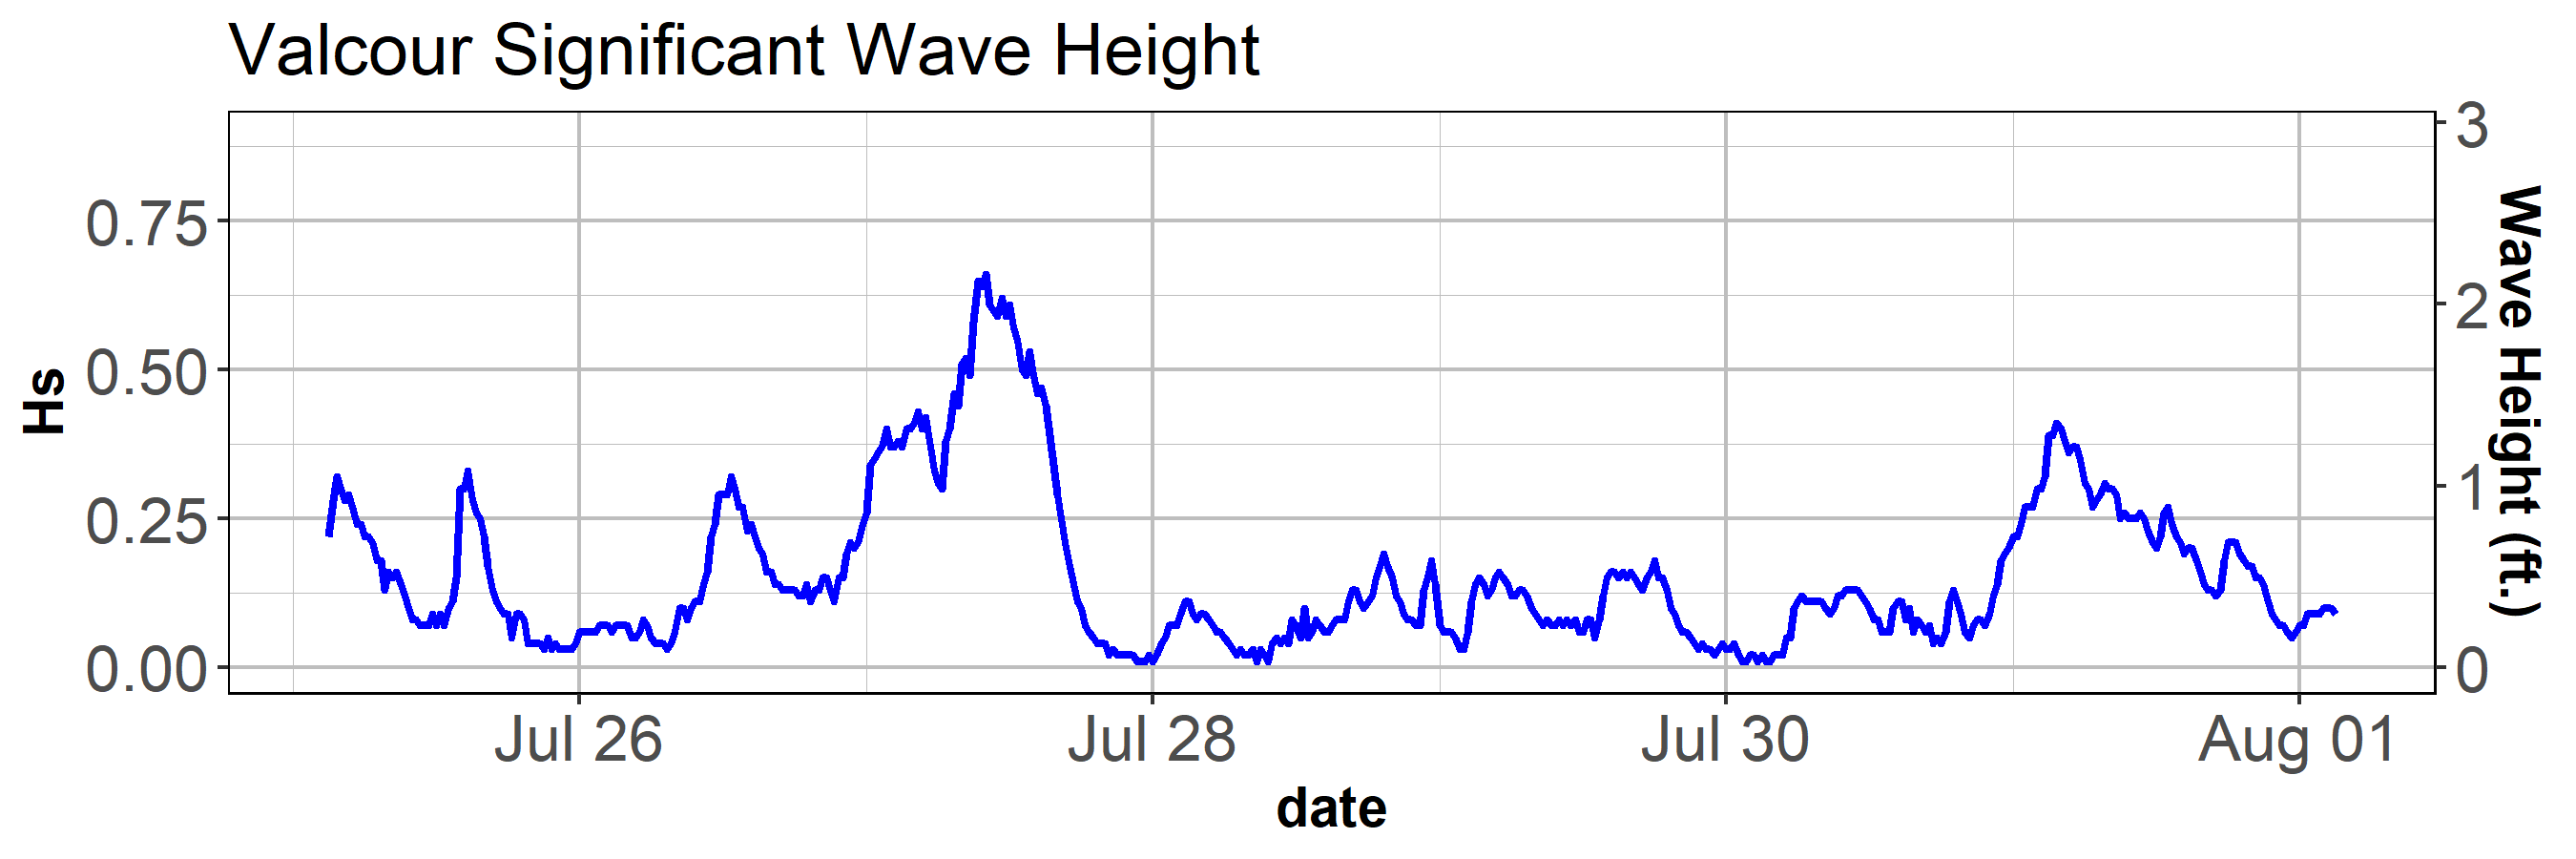 Valcour Significant Wave Height
3
0.75
2
0.50
1
0.25
0.00
0
Hs
Wave Height (ft.)
Jul 26
Jul 28
Jul 30
Aug 01
date